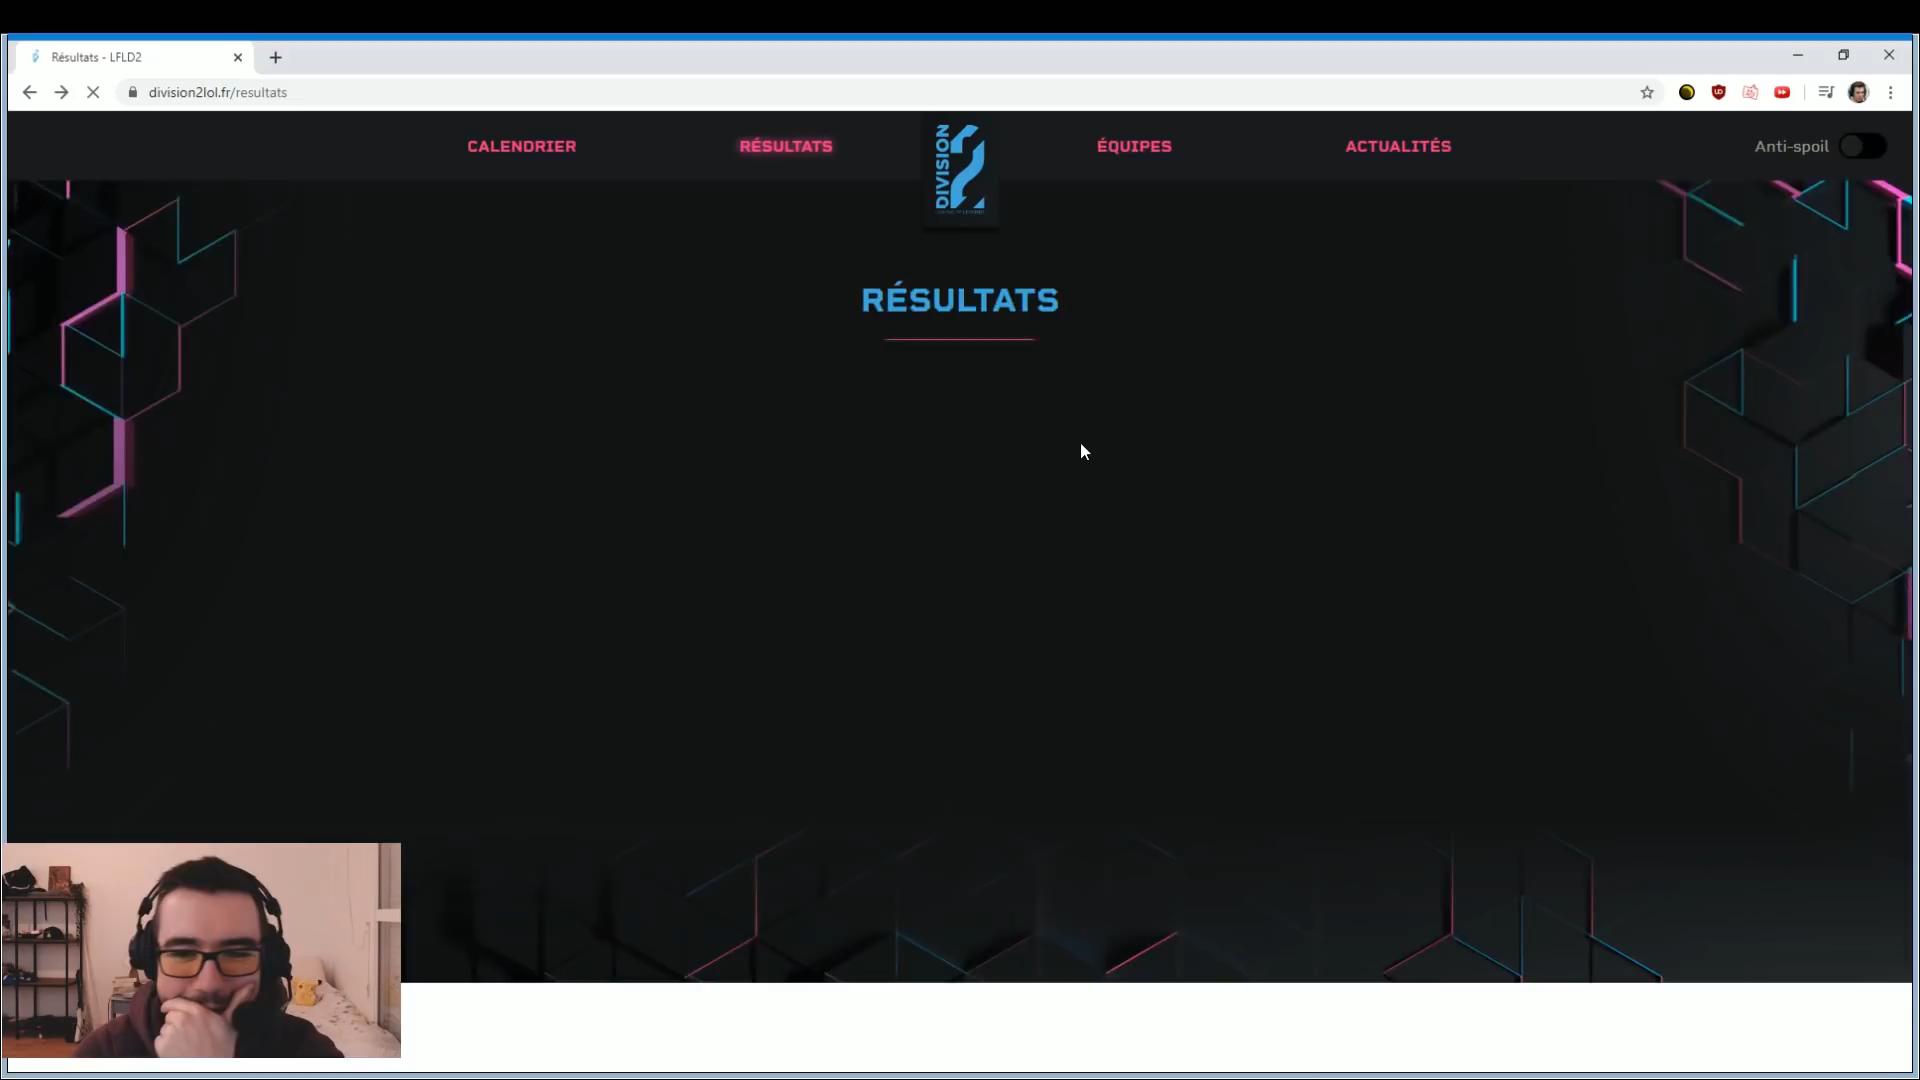 Résultats - LFLD2
division2lol.fr/resultats
CALENDRIER
RÉSULTATS
DIVISION
2
ÉQUIPES
ACTUALITÉS
Anti-spoil
RÉSULTATS